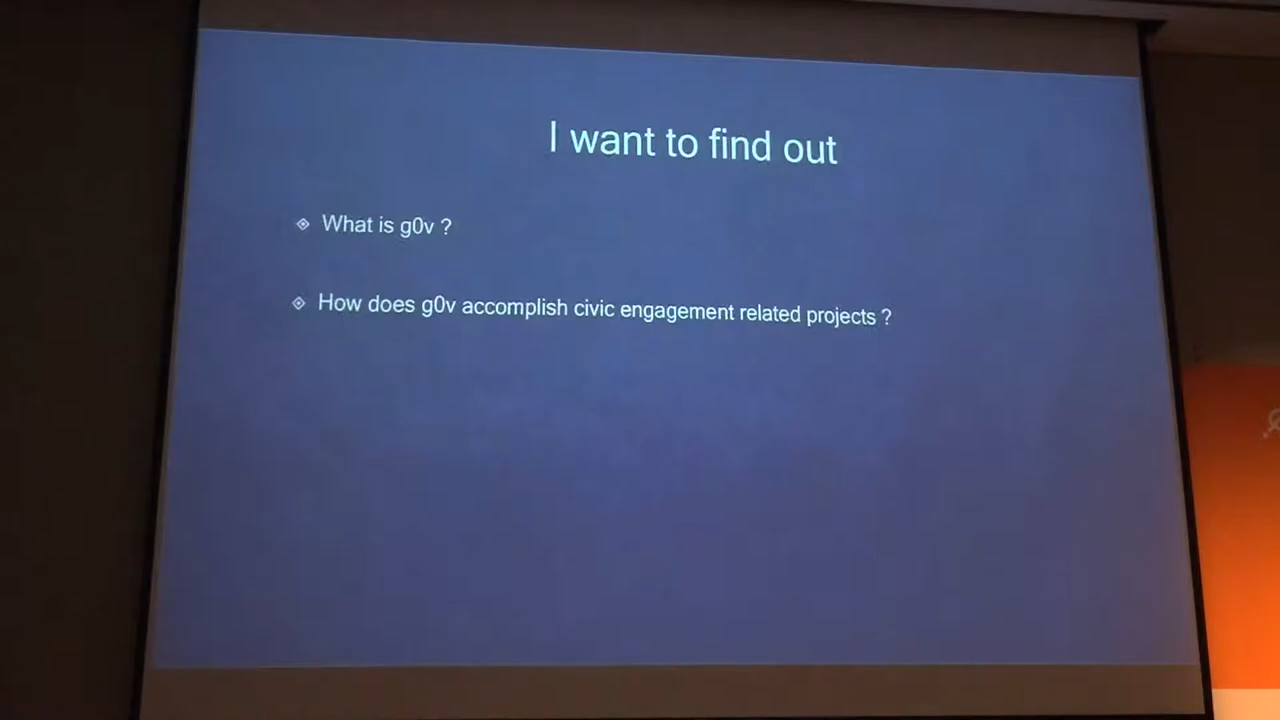 I want to find out
What is g0v ?
How does g0v accomplish civic engagement related projects ?